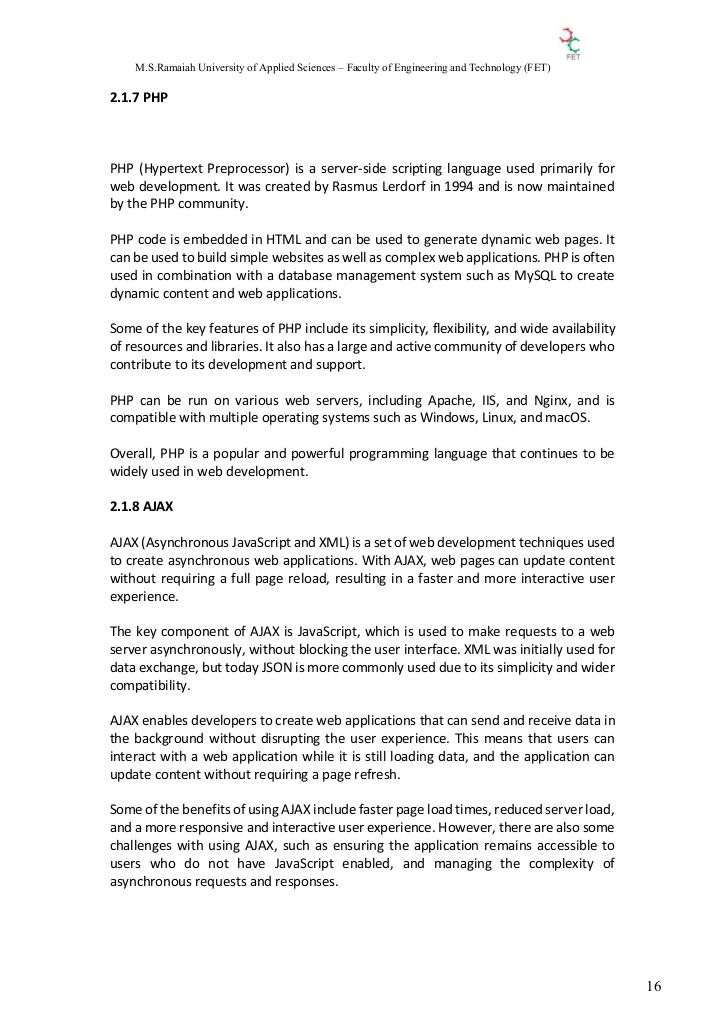 FET
M.S.Ramaiah University of Applied Sciences – Faculty of Engineering and Technology (FET)
2.1.7 PHP
PHP (Hypertext Preprocessor) is a server-side scripting language used primarily for
web development. It was created by Rasmus Lerdorf in 1994 and is now maintained
by the PHP community.
PHP code is embedded in HTML and can be used to generate dynamic web pages. It
can be used to build simple websites as well as complex web applications. PHP is often
used in combination with a database management system such as MySQL to create
dynamic content and web applications.
Some of the key features of PHP include its simplicity, flexibility, and wide availability
of resources and libraries. It also has a large and active community of developers who
contribute to its development and support.
PHP can be run on various web servers, including Apache, IIS, and Nginx, and is
compatible with multiple operating systems such as Windows, Linux, and macOS.
Overall, PHP is a popular and powerful programming language that continues to be
widely used in web development.
2.1.8 AJAX
AJAX (Asynchronous JavaScript and XML) is a set of web development techniques used
to create asynchronous web applications. With AJAX, web pages can update content
without requiring a full page reload, resulting in a faster and more interactive user
experience.
The key component of AJAX is JavaScript, which is used to make requests to a web
server asynchronously, without blocking the user interface. XML was initially used for
data exchange, but today JSON is more commonly used due to its simplicity and wider
compatibility.
AJAX enables developers to create web applications that can send and receive data in
the background without disrupting the user experience. This means that users can
interact with a web application while it is still loading data, and the application can
update content without requiring a page refresh.
Some of the benefits of using AJAX include faster page load times, reduced server load,
and a more responsive and interactive user experience. However, there are also some
challenges with using AJAX, such as ensuring the application remains accessible to
users who do not have JavaScript enabled, and managing the complexity of
asynchronous requests and responses.
16